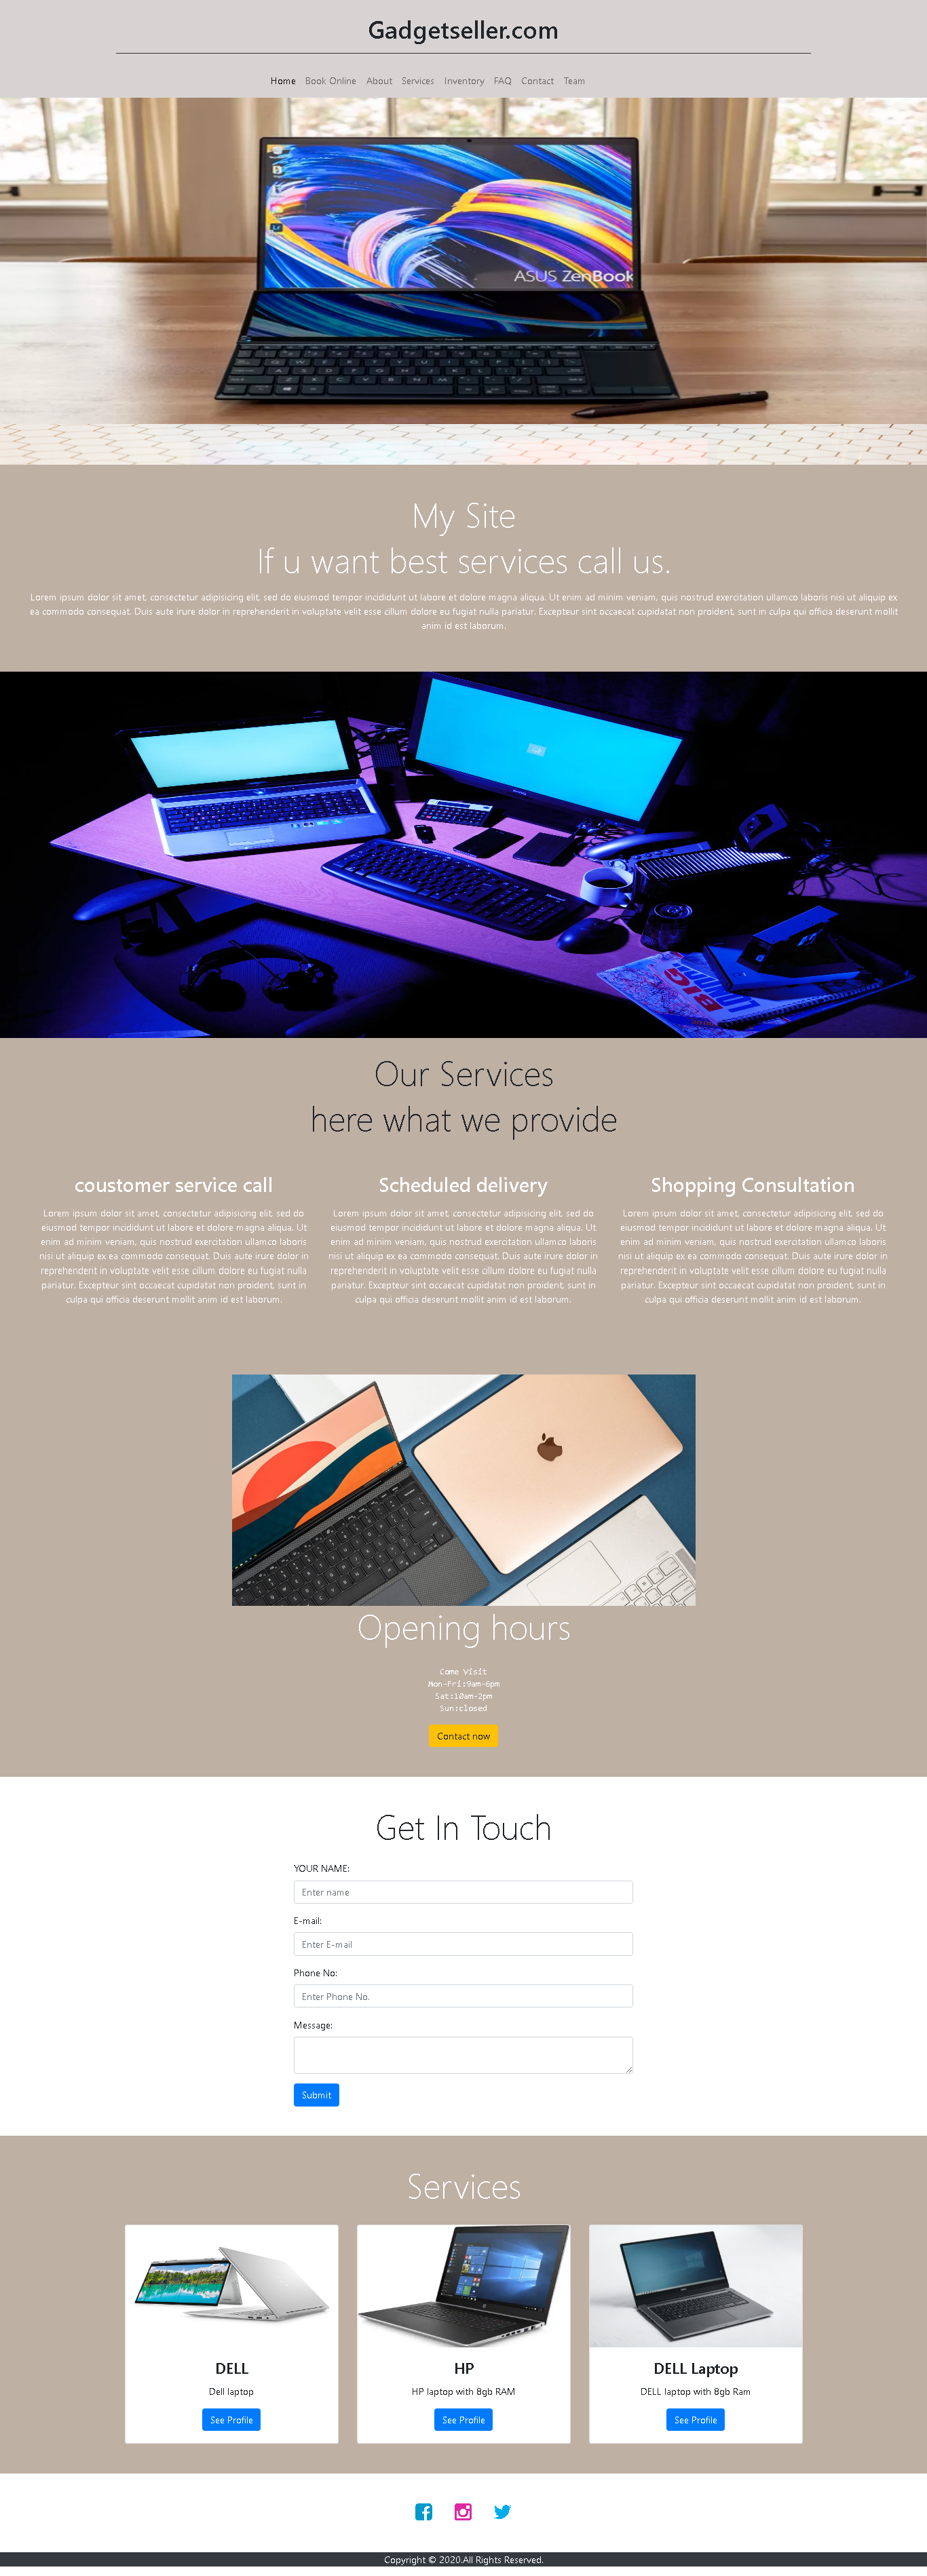 Gadgetseller.com
Home Book Online About Services Inventory FAQ Contact Team
ASUS ZenBook
My Site
If u want best services call us.
Lorem ipsum dolor sit amet, consectetur adipisicing elit, sed do eiusmod tempor incididunt ut labore et dolore magna aliqua. Ut enim ad minim veniam, quis nostrud exercitation ullamco laboris nisi ut aliquip ex
ea commodo consequat. Duis aute irure dolor in reprehenderit in voluptate velit esse cillum dolore eu fugiat nulla pariatur. Excepteur sint occaecat cupidatat non proident, sunt in culpa qui officia deserunt mollit
anim id est laborum.
BIG
Our Services
here what we provide
coustomer service call
Lorem ipsum dolor sit amet, consectetur adipisicing elit, sed do
eiusmod tempor incididunt ut labore et dolore magna aliqua. Ut
enim ad minim veniam, quis nostrud exercitation ullamco laboris
nisi ut aliquip ex ea commodo consequat. Duis aute irure dolor in
reprehenderit in voluptate velit esse cillum dolore eu fugiat nulla
pariatur. Excepteur sint occaecat cupidatat non proident, sunt in
culpa qui officia deserunt mollit anim id est laborum.
Scheduled delivery
Lorem ipsum dolor sit amet, consectetur adipisicing elit, sed do
eiusmod tempor incididunt ut labore et dolore magna aliqua. Ut
enim ad minim veniam, quis nostrud exercitation ullamco laboris
nisi ut aliquip ex ea commodo consequat. Duis aute irure dolor in
reprehenderit in voluptate velit esse cillum dolore eu fugiat nulla
pariatur. Excepteur sint occaecat cupidatat non proident, sunt in
culpa qui officia deserunt mollit anim id est laborum.
Shopping Consultation
Lorem ipsum dolor sit amet, consectetur adipisicing elit, sed do
eiusmod tempor incididunt ut labore et dolore magna aliqua. Ut
enim ad minim veniam, quis nostrud exercitation ullamco laboris
nisi ut aliquip ex ea commodo consequat. Duis aute irure dolor in
reprehenderit in voluptate velit esse cillum dolore eu fugiat nulla
pariatur. Excepteur sint occaecat cupidatat non proident, sunt in
culpa qui officia deserunt mollit anim id est laborum.
Opening hours
Come Visit
Mon-Fri:9am-6pm
Sat:10am-2pm
Sun:closed
Contact now
Get In Touch
YOUR NAME:
Enter name
E-mail:
Enter E-mail
Phone No:
Enter Phone No.
Message:
Submit
Services
DELL
Dell laptop
See Profile
HP
HP laptop with 8gb RAM
See Profile
DELL Laptop
DELL laptop with 8gb Ram
See Profile
Copyright © 2020.All Rights Reserved.